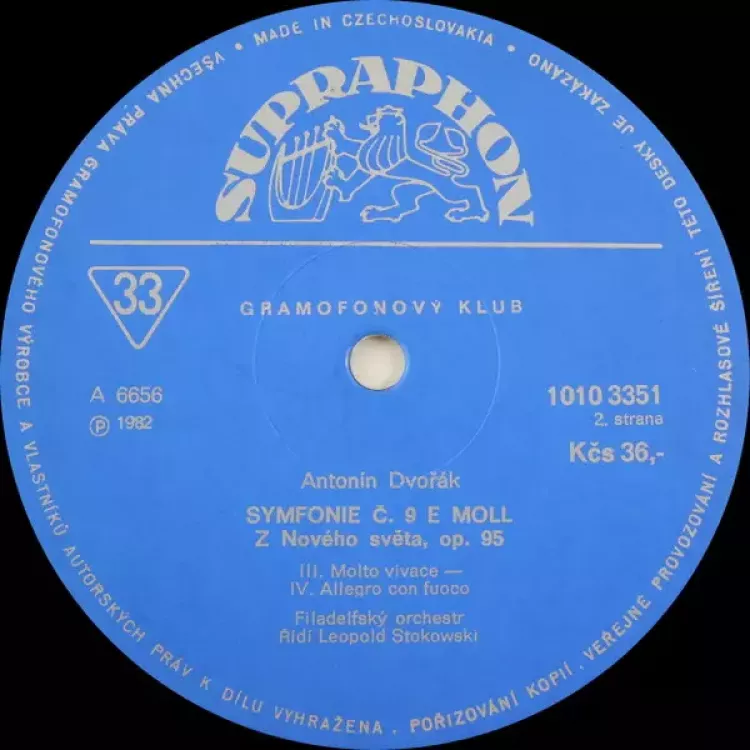 VŠECHNA PRÁVA GRAMOFONOVÉHO VÝROBCE A VLASTNÍKŮ AUTORSKÝCH PRÁV K DÍLU VYHRAŽENA. POŘIZOVÁNÍ KOPIÍ, VEŘEJNÉ PROVOZOVÁNÍ A ROZHLASOVÉ ŠÍŘENÍ TÉTO DESKY JE ZAKÁZÁNO
• MADE IN CZECHOSLOVAKIA •
SUPRAPHON
33
GRAMOFONOVÝ KLUB
A 6656
Ⓟ 1982
1010 3351
2. strana
Kčs 36,-
Antonín Dvořák
SYMFONIE Č. 9 E MOLL
Z Nového světa, op. 95
III. Molto vivace —
IV. Allegro con fuoco
Filadelfský orchestr
Řídí Leopold Stokowski